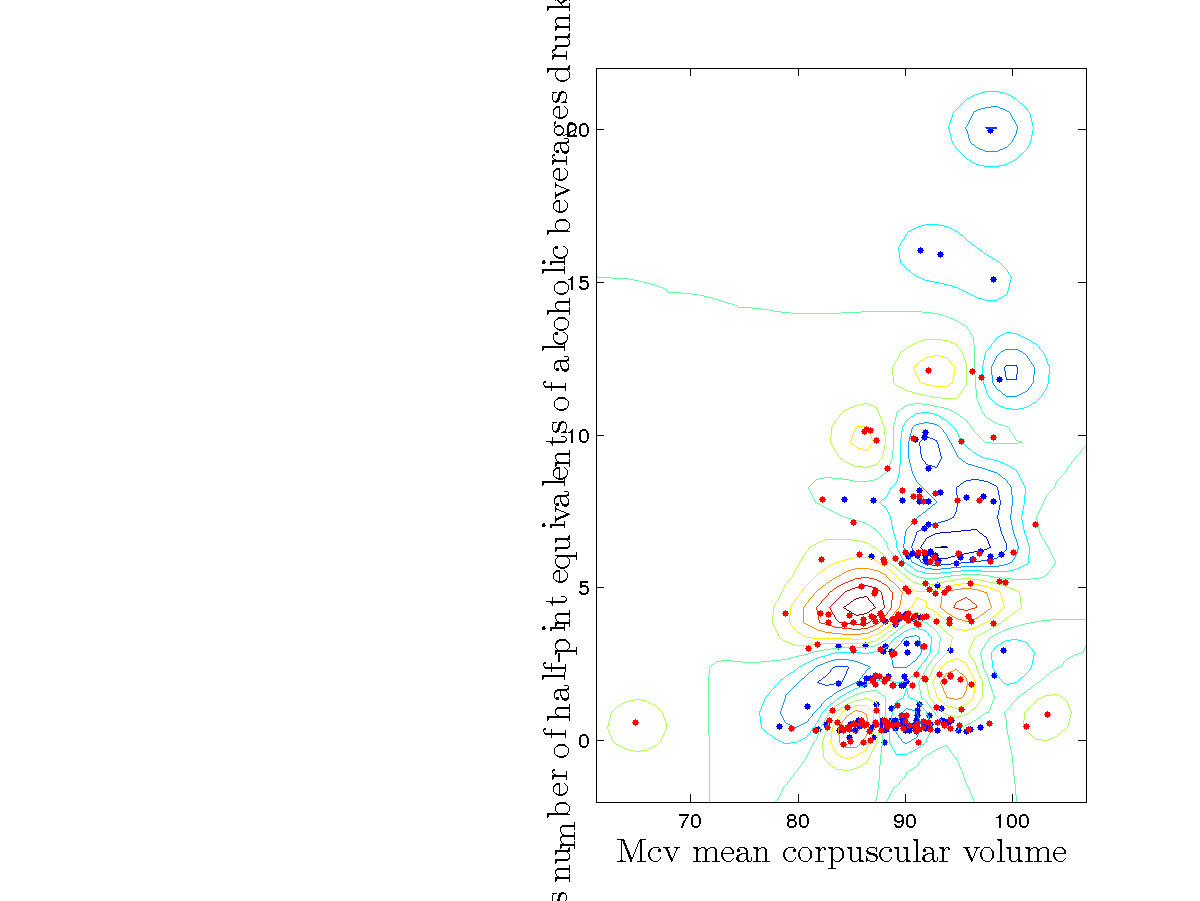 s number of half-pint equivalents of alcoholic beverages drunk
20
15
10
5
0
70 80 90 100
Mcv mean corpuscular volume